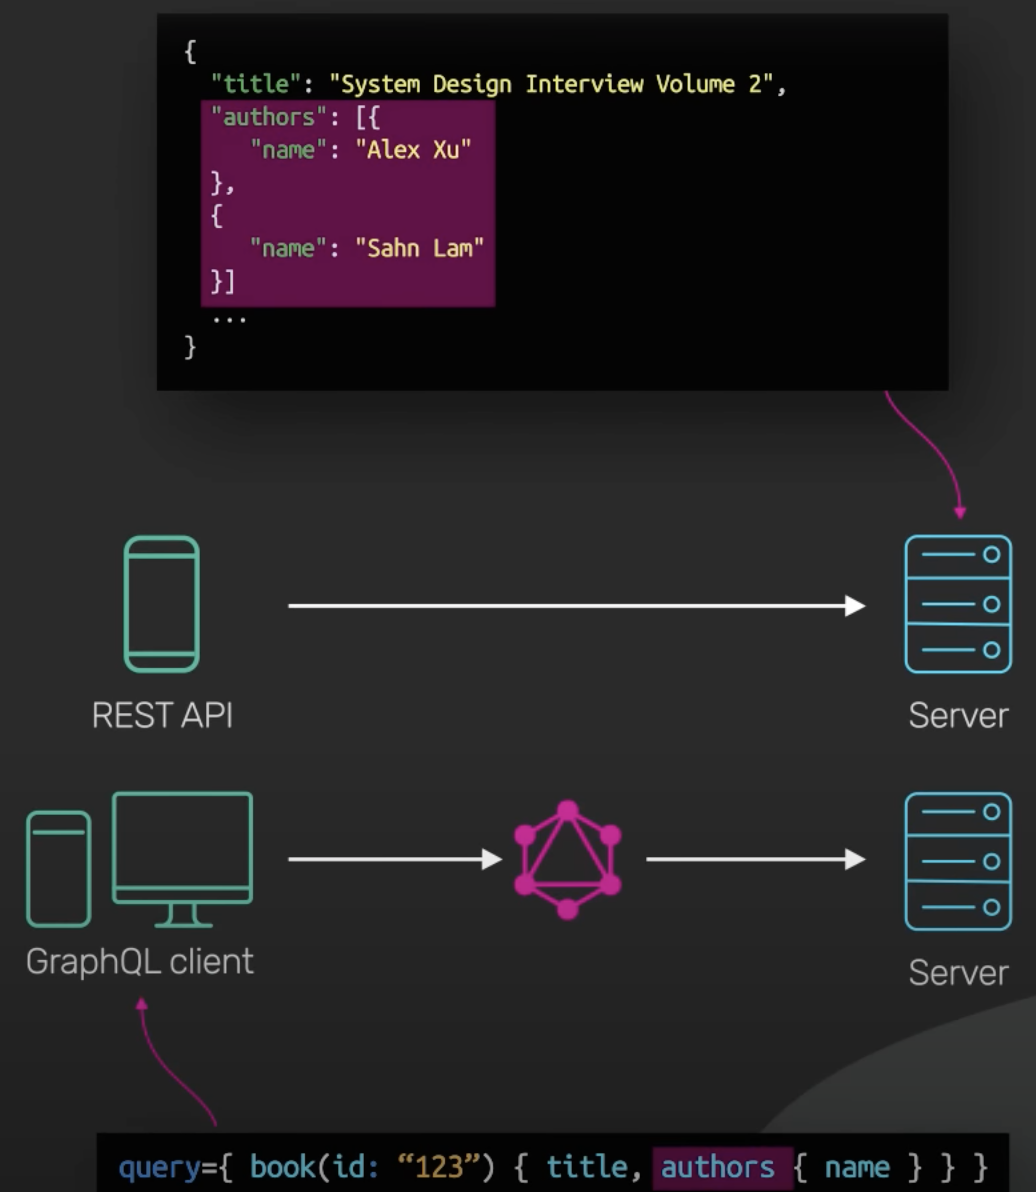 {
"title": "System Design Interview Volume 2",
"authors": [{
"name": "Alex Xu"
},
{
"name": "Sahn Lam"
}]
...
}
REST API
Server
GraphQL client
Server
query={ book(id: “123”) { title, authors { name } } }